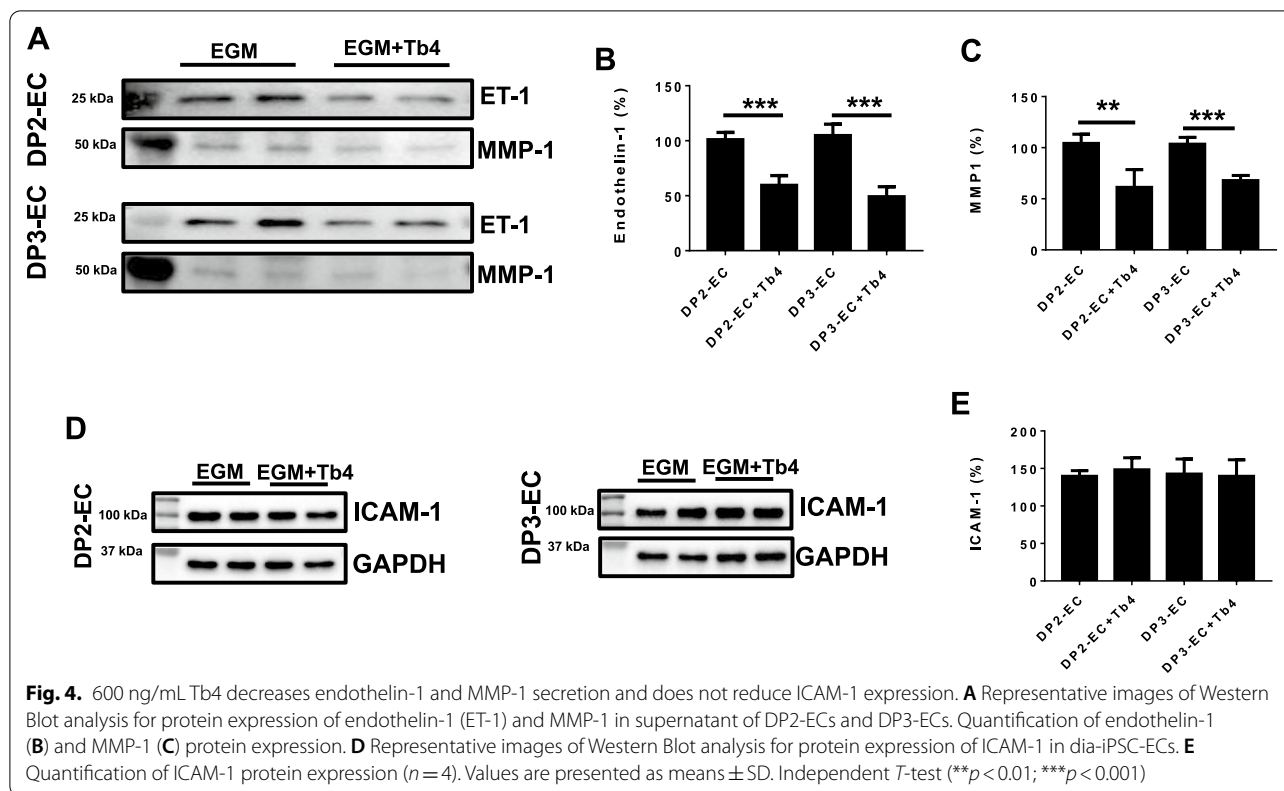 A
EGM
EGM+Tb4
DP2-EC
25 kDa
ET-1
50 kDa
MMP-1
DP3-EC
25 kDa
ET-1
50 kDa
MMP-1
B
Endothelin-1 (%)
150
100
50
0
***
***
DP2-EC
DP2-EC+Tb4
DP3-EC
DP3-EC+Tb4
C
MMP1 (%)
150
100
50
0
**
***
DP2-EC
DP2-EC+Tb4
DP3-EC
DP3-EC+Tb4
D
EGM
EGM+Tb4
DP2-EC
100 kDa
ICAM-1
37 kDa
GAPDH
EGM
EGM+Tb4
DP3-EC
100 kDa
ICAM-1
37 kDa
GAPDH
E
ICAM-1 (%)
200
150
100
50
0
DP2-EC
DP2-EC+Tb4
DP3-EC
DP3-EC+Tb4
Fig. 4. 600 ng/mL Tb4 decreases endothelin-1 and MMP-1 secretion and does not reduce ICAM-1 expression. A Representative images of Western
Blot analysis for protein expression of endothelin-1 (ET-1) and MMP-1 in supernatant of DP2-ECs and DP3-ECs. Quantification of endothelin-1
(B) and MMP-1 (C) protein expression. D Representative images of Western Blot analysis for protein expression of ICAM-1 in dia-iPSC-ECs. E
Quantification of ICAM-1 protein expression (n = 4). Values are presented as means ± SD. Independent T-test (**p < 0.01; ***p < 0.001)